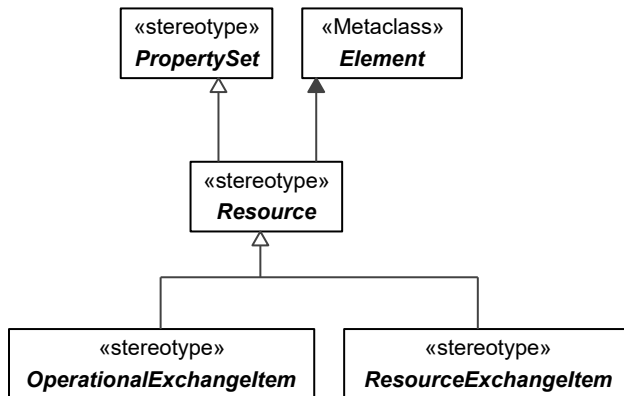 «stereotype»
PropertySet
«Metaclass»
Element
«stereotype»
Resource
«stereotype»
OperationalExchangeItem
«stereotype»
ResourceExchangeItem